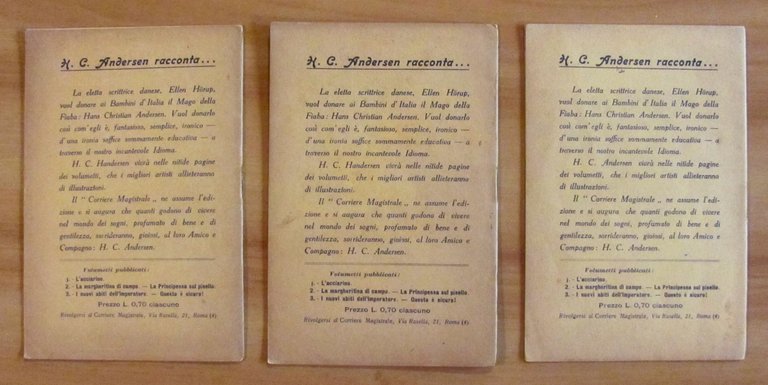 H. C. Andersen racconta...
La eletta scrittrice danese, Ellen Hörup,
vuol donare ai Bambini d'Italia il Mago della
Fiaba: Hans Christian Andersen. Vuol donarlo
così com'egli è, fantasioso, semplice, ironico —
d'una ironia soffice sommamente educativa — a
traverso il nostro incantevole Idioma.
H. C. Handersen vivrà nelle nitide pagine
dei volumetti, che i migliori artisti allieteranno
di illustrazioni.
Il " Corriere Magistrale „ ne assume l'edi-
zione e si augura che quanti godono di vivere
nel mondo dei sogni, profumato di bene e di
gentilezza, sorrideranno, gioiosi, al loro Amico e
Compagno: H. C. Andersen.
Volumetti pubblicati:
1. - L'acciarino.
2. - La margheritina di campo. — La Principessa sul pisello.
3. - I nuovi abiti dell'Imperatore. — Questo è sicuro!
Prezzo L. 0,70 ciascuno
Rivolgersi al Corriere Magistrale, Via Rasella, 21, Roma (4)
H. C. Andersen racconta...
La eletta scrittrice danese, Ellen Hörup,
vuol donare ai Bambini d'Italia il Mago della
Fiaba: Hans Christian Andersen. Vuol donarlo
così com'egli è, fantasioso, semplice, ironico —
d'una ironia soffice sommamente educativa — a
traverso il nostro incantevole Idioma.
H. C. Handersen vivrà nelle nitide pagine
dei volumetti, che i migliori artisti allieteranno
di illustrazioni.
Il " Corriere Magistrale „ ne assume l'edi-
zione e si augura che quanti godono di vivere
nel mondo dei sogni, profumato di bene e di
gentilezza, sorrideranno, gioiosi, al loro Amico e
Compagno: H. C. Andersen.
Volumetti pubblicati:
1. - L'acciarino.
2. - La margheritina di campo. — La Principessa sul pisello.
3. - I nuovi abiti dell'Imperatore. — Questo è sicuro!
Prezzo L. 0,70 ciascuno
Rivolgersi al Corriere Magistrale, Via Rasella, 21, Roma (4)
H. C. Andersen racconta...
La eletta scrittrice danese, Ellen Hörup,
vuol donare ai Bambini d'Italia il Mago della
Fiaba: Hans Christian Andersen. Vuol donarlo
così com'egli è, fantasioso, semplice, ironico —
d'una ironia soffice sommamente educativa — a
traverso il nostro incantevole Idioma.
H. C. Andersen vivrà nelle nitide pagine
dei volumetti, che i migliori artisti allieteranno
di illustrazioni.
Il " Corriere Magistrale „ ne assume l'edi-
zione e si augura che quanti godono di vivere
nel mondo dei sogni, profumato di bene e di
gentilezza, sorrideranno, gioiosi, al loro Amico e
Compagno: H. C. Andersen.
Volumetti pubblicati:
1. - L'acciarino.
2. - La margheritina di campo. — La Principessa sul pisello.
3. - I nuovi abiti dell'Imperatore. — Questo è sicuro!
Prezzo L. 0,70 ciascuno
Rivolgersi al Corriere Magistrale, Via Rasella, 21, Roma (4)